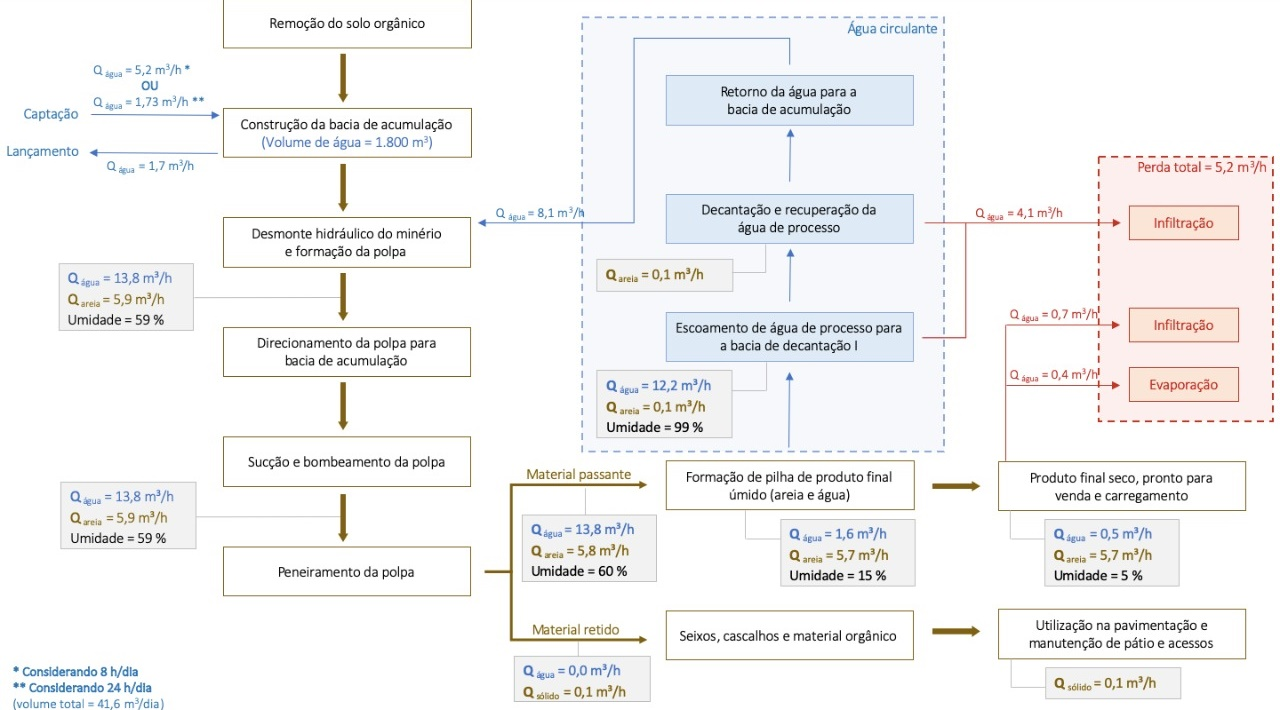 Remoção do solo orgânico
Q água = 5,2 m³/h *
OU
Q água = 1,73 m³/h **
Captação
Construção da bacia de acumulação
(Volume de água = 1.800 m³)
Lançamento
Q água = 1,7 m³/h
Desmonte hidráulico do minério
e formação da polpa
Q água = 13,8 m³/h
Q areia = 5,9 m³/h
Umidade = 59 %
Direcionamento da polpa para
bacia de acumulação
Sucção e bombeamento da polpa
Q água = 13,8 m³/h
Q areia = 5,9 m³/h
Umidade = 59 %
Peneiramento da polpa
Água circulante
Retorno da água para a
bacia de acumulação
Q água = 8,1 m³/h
Decantação e recuperação da
água de processo
Q areia = 0,1 m³/h
Escoamento de água de processo para
a bacia de decantação I
Q água = 12,2 m³/h
Q areia = 0,1 m³/h
Umidade = 99 %
Perda total = 5,2 m³/h
Q água = 4,1 m³/h
Infiltração
Q água = 0,7 m³/h
Infiltração
Q água = 0,4 m³/h
Evaporação
Material passante
Q água = 13,8 m³/h
Q areia = 5,8 m³/h
Umidade = 60 %
Formação de pilha de produto final
úmido (areia e água)
Q água = 1,6 m³/h
Q areia = 5,7 m³/h
Umidade = 15 %
Produto final seco, pronto para
venda e carregamento
Q água = 0,5 m³/h
Q areia = 5,7 m³/h
Umidade = 5 %
Material retido
Q água = 0,0 m³/h
Q sólido = 0,1 m³/h
Seixos, cascalhos e material orgânico
Utilização na pavimentação e
manutenção de pátio e acessos
Q sólido = 0,1 m³/h
* Considerando 8 h/dia
** Considerando 24 h/dia
(volume total = 41,6 m³/dia)